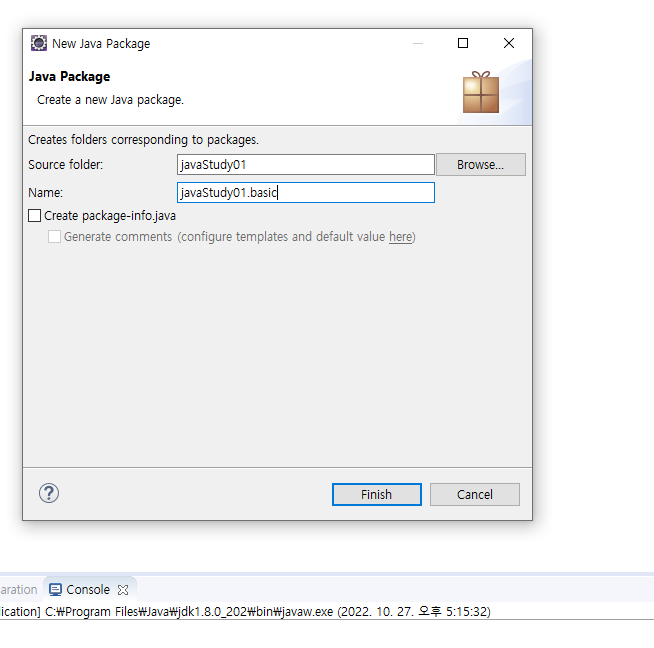 New Java Package
Java Package
Create a new Java package.
Creates folders corresponding to packages.
Source folder: javaStudy01 Browse...
Name: javaStudy01.basic
Create package-info.java
Generate comments (configure templates and default value here)
? Finish Cancel
aration Console
lication] C:₩Program Files₩Java₩jdk1.8.0_202₩bin₩javaw.exe (2022. 10. 27. 오후 5:15:32)